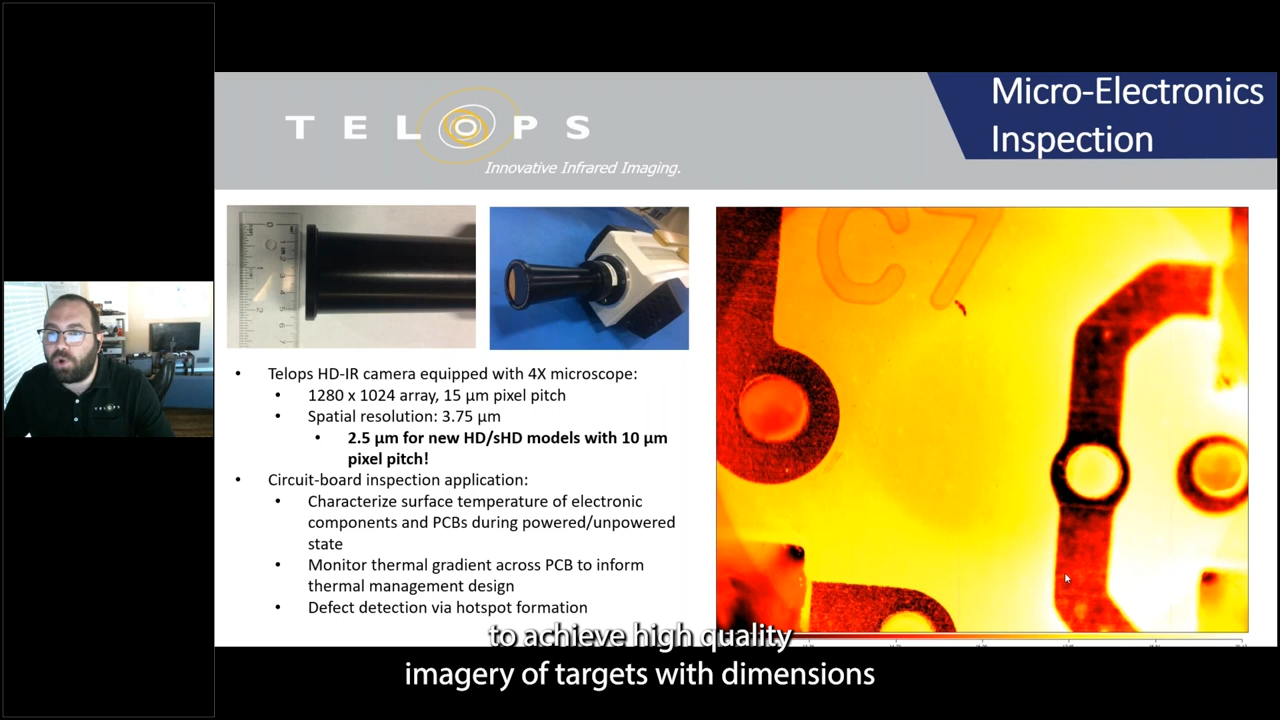 TELOPS
Innovative Infrared Imaging.
Micro-Electronics
Inspection
C7
• Telops HD-IR camera equipped with 4X microscope:
• 1280 x 1024 array, 15 µm pixel pitch
• Spatial resolution: 3.75 µm
• 2.5 µm for new HD/sHD models with 10 µm
pixel pitch!
• Circuit-board inspection application:
• Characterize surface temperature of electronic
components and PCBs during powered/unpowered
state
• Monitor thermal gradient across PCB to inform
thermal management design
• Defect detection via hotspot formation
to achieve high quality
imagery of targets with dimensions